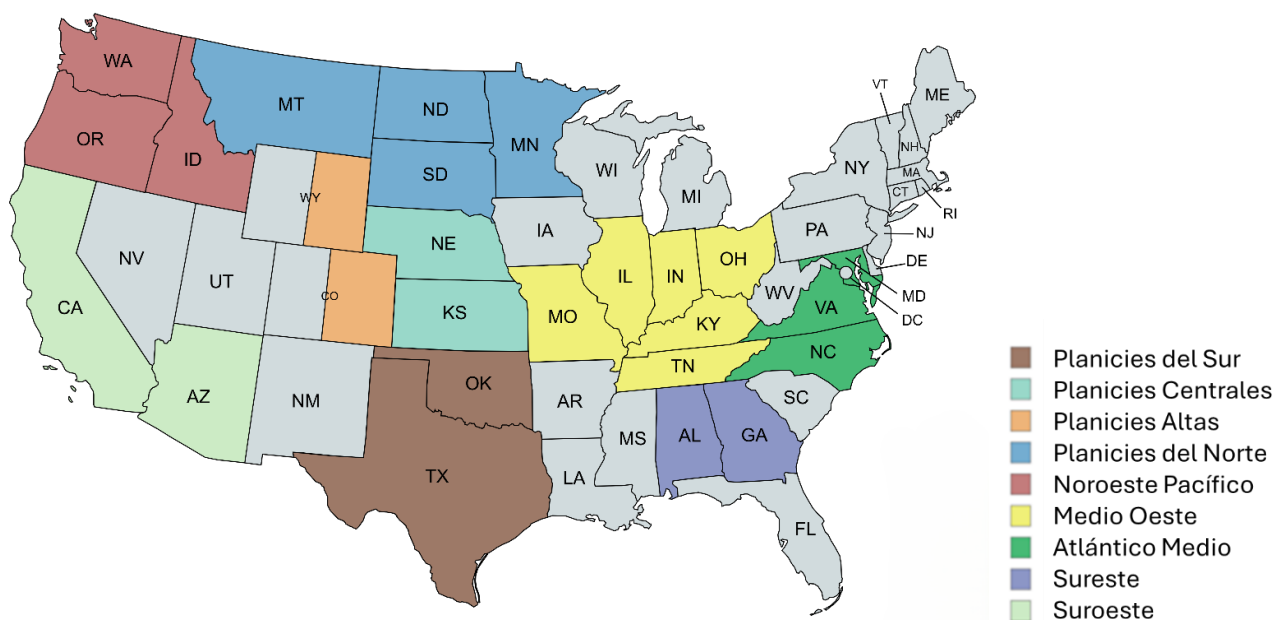 WA
MT
ND
MN
OR
ID
SD
WI
MI
NY
VT
ME
NH
MA
CT
RI
WY
NE
IA
PA
NJ
NV
UT
CO
KS
MO
IL
IN
OH
WV
DE
MD
DC
VA
KY
CA
AZ
NM
OK
AR
TN
NC
SC
TX
LA
MS
AL
GA
FL
Planicies del Sur
Planicies Centrales
Planicies Altas
Planicies del Norte
Noroeste Pacífico
Medio Oeste
Atlántico Medio
Sureste
Suroeste